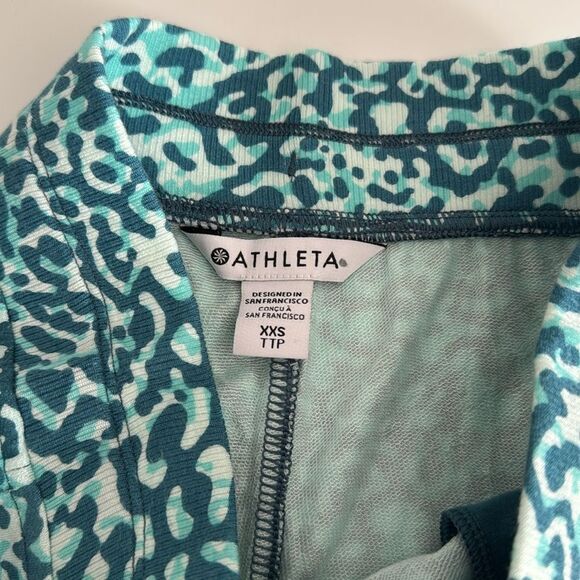 ATHLETA
DESIGNED IN
SAN FRANCISCO
CONÇU À
SAN FRANCISCO
XXS
TTP